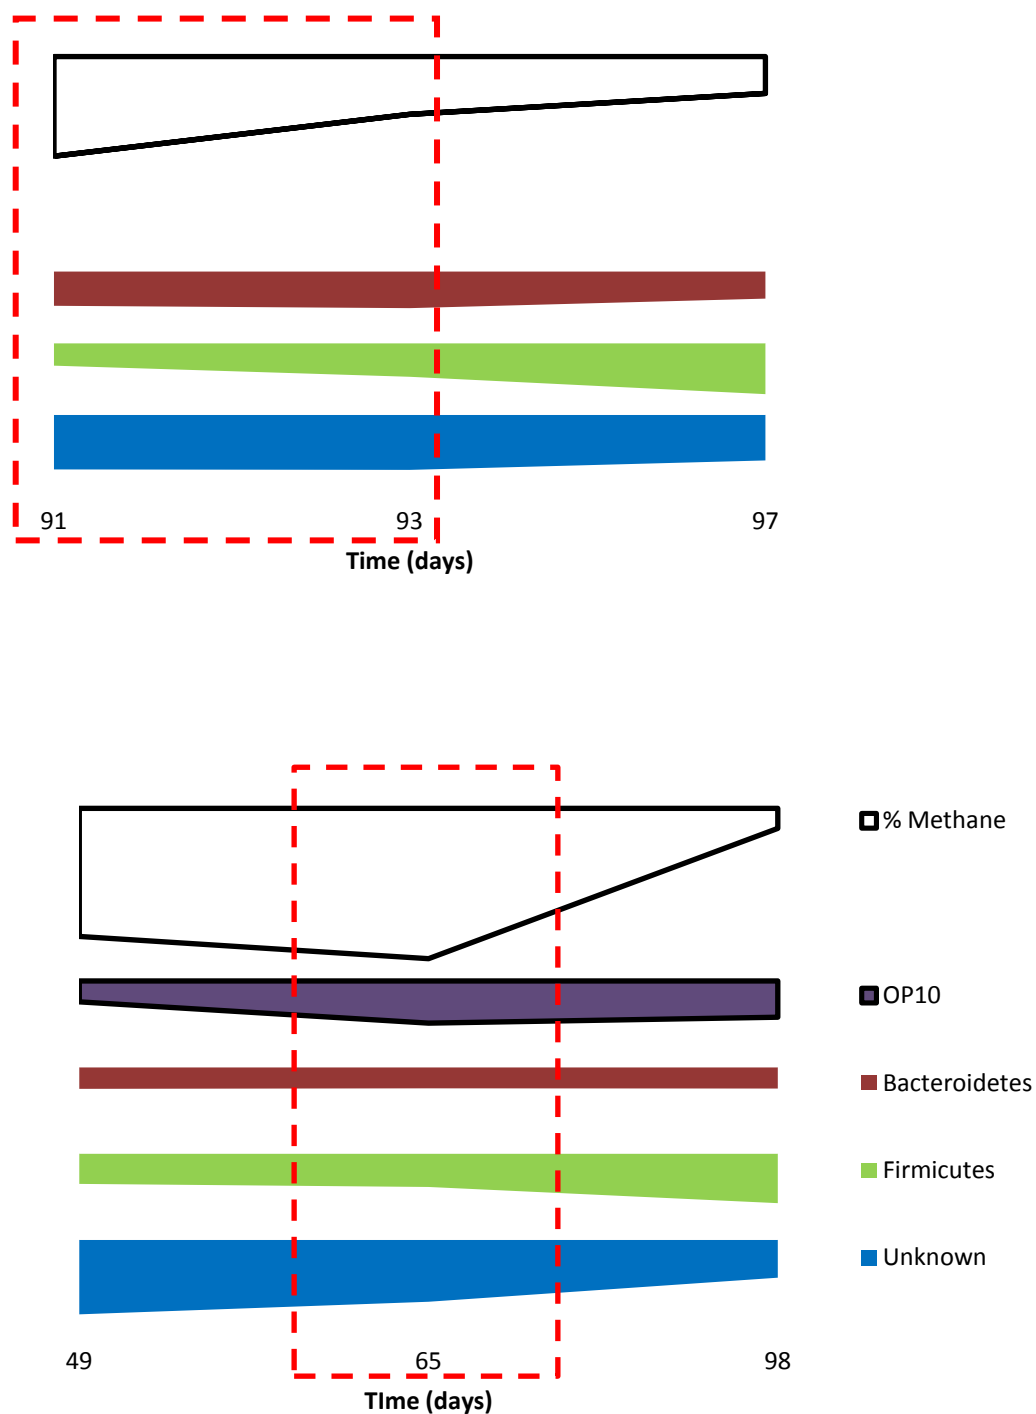 91 93 97
Time (days)
% Methane
OP10
Bacteroidetes
Firmicutes
Unknown
49 65 98
TIme (days)